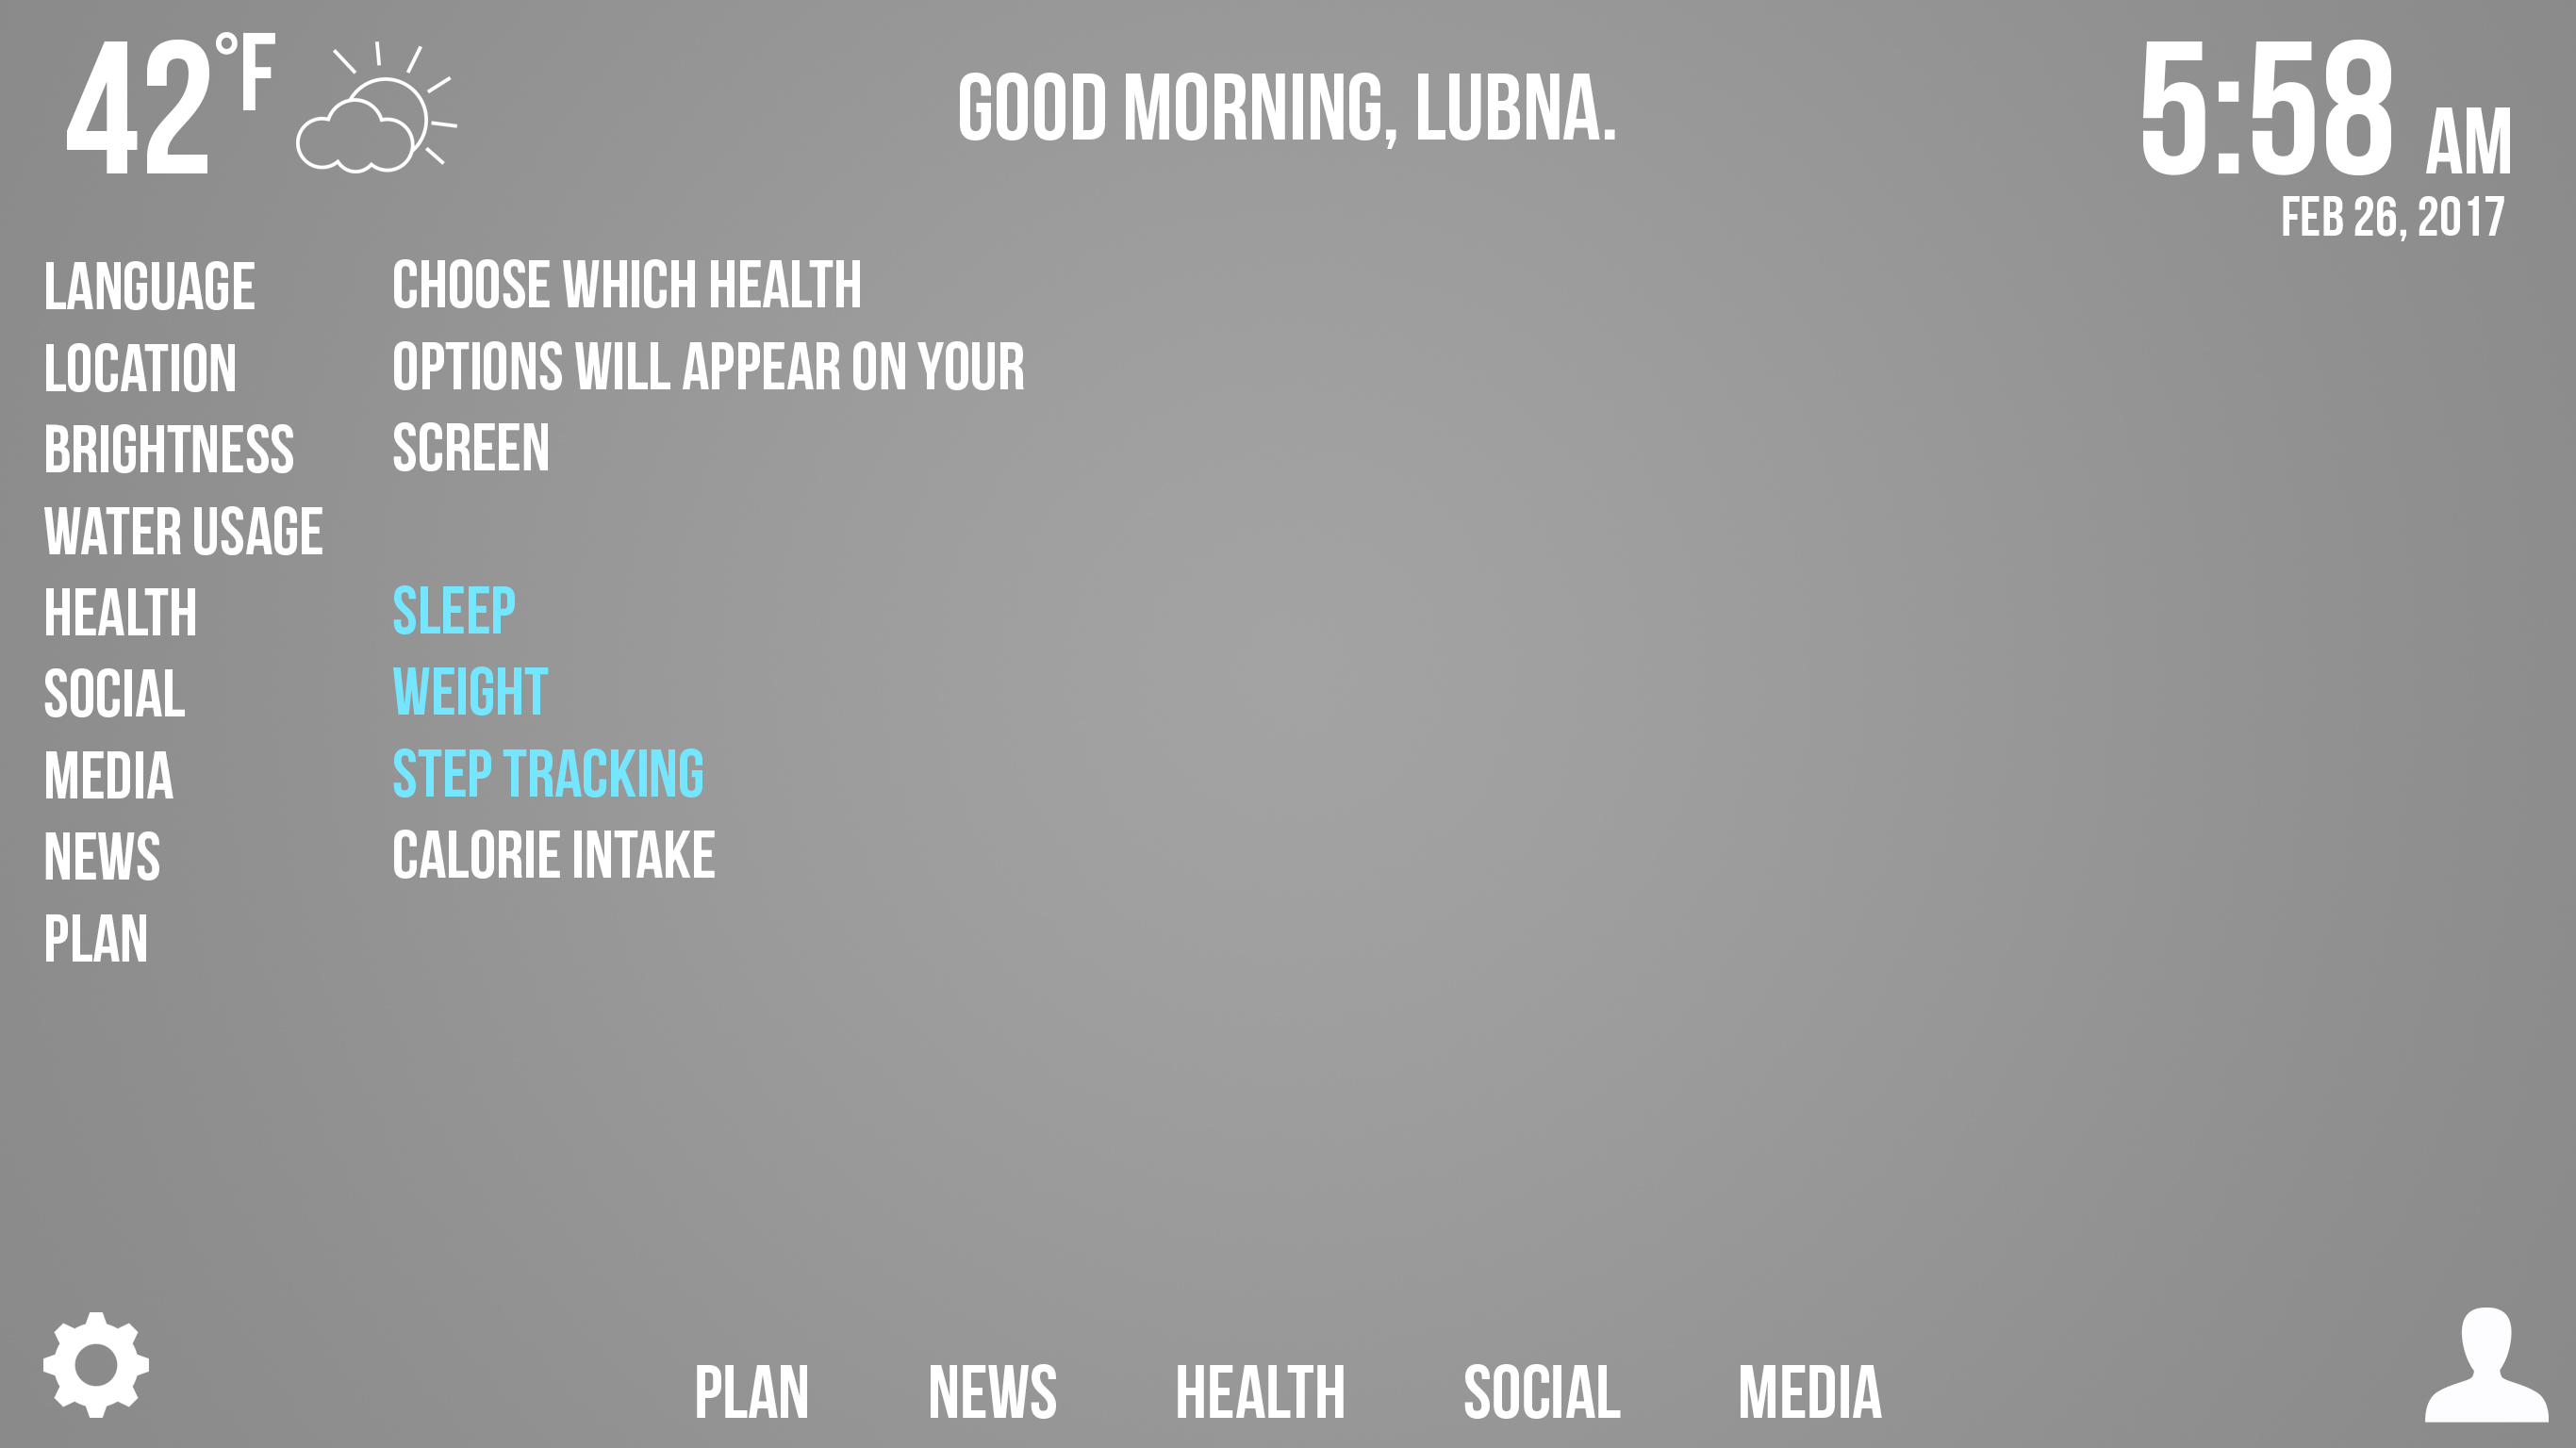 42°F
GOOD MORNING, LUBNA.
5:58 AM
FEB 26, 2017
LANGUAGE
LOCATION
BRIGHTNESS
WATER USAGE
HEALTH
SOCIAL
MEDIA
NEWS
PLAN
CHOOSE WHICH HEALTH
OPTIONS WILL APPEAR ON YOUR
SCREEN
SLEEP
WEIGHT
STEP TRACKING
CALORIE INTAKE
PLAN NEWS HEALTH SOCIAL MEDIA